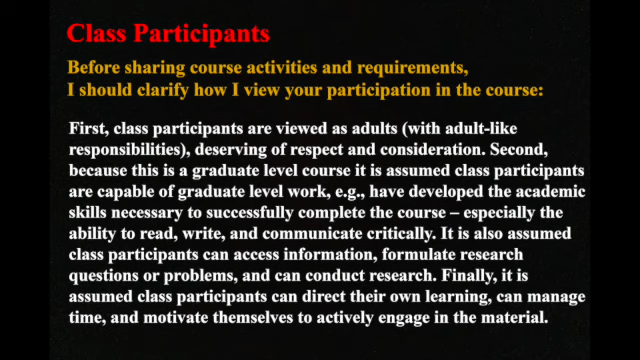 Class Participants
Before sharing course activities and requirements,
I should clarify how I view your participation in the course:
First, class participants are viewed as adults (with adult-like
responsibilities), deserving of respect and consideration. Second,
because this is a graduate level course it is assumed class participants
are capable of graduate level work, e.g., have developed the academic
skills necessary to successfully complete the course – especially the
ability to read, write, and communicate critically. It is also assumed
class participants can access information, formulate research
questions or problems, and can conduct research. Finally, it is
assumed class participants can direct their own learning, can manage
time, and motivate themselves to actively engage in the material.